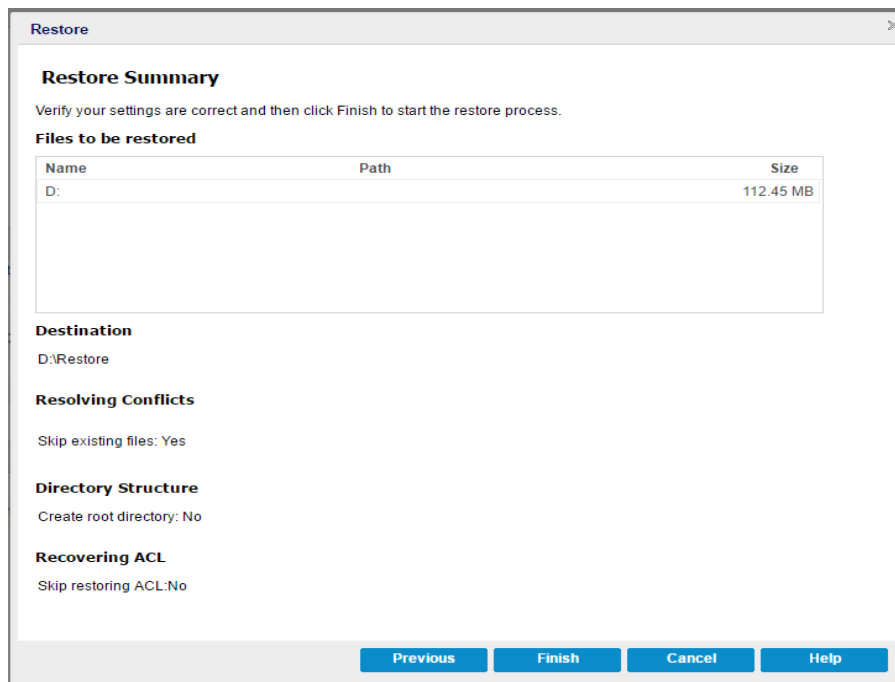 Restore
Restore Summary
Verify your settings are correct and then click Finish to start the restore process.
Files to be restored
Name Path Size
D: 112.45 MB
Destination
D:\Restore
Resolving Conflicts
Skip existing files: Yes
Directory Structure
Create root directory: No
Recovering ACL
Skip restoring ACL:No
Previous Finish Cancel Help